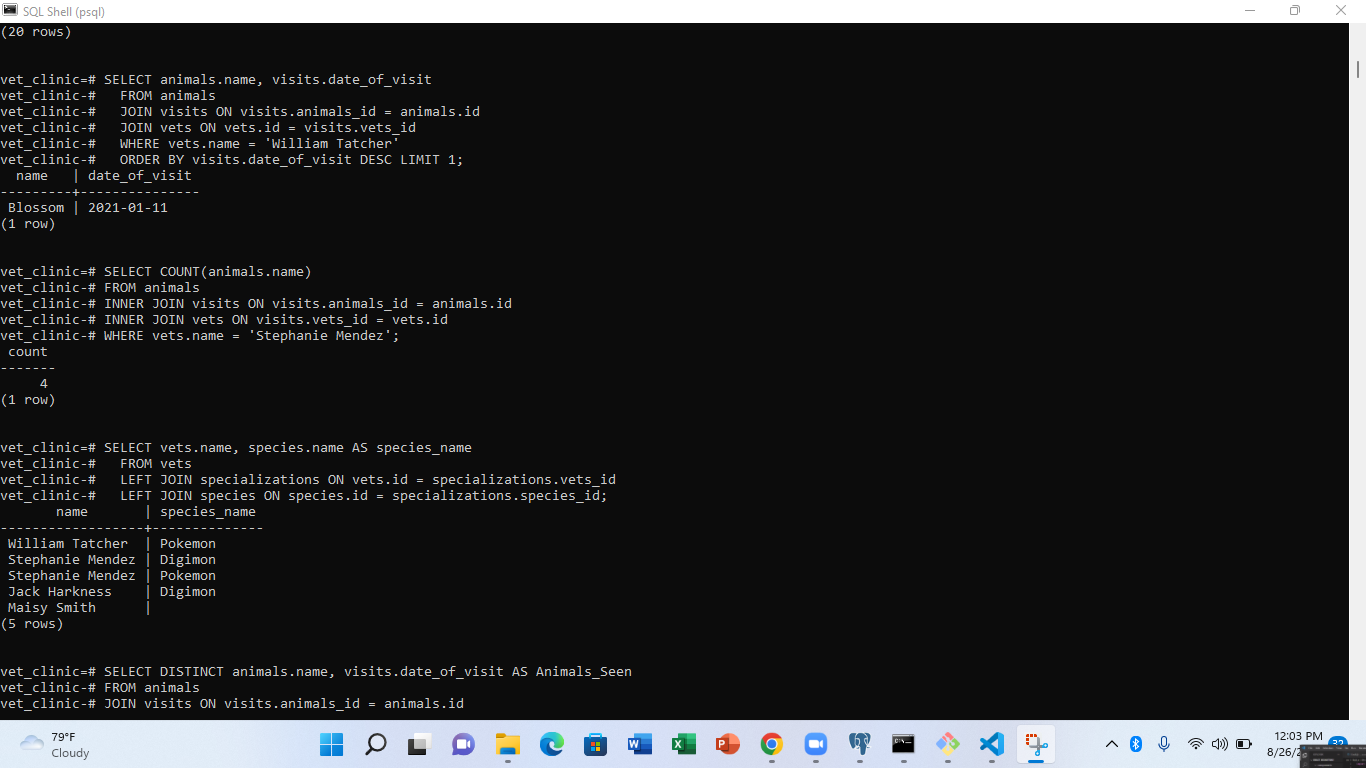 SQL Shell (psql)
(20 rows)
vet_clinic=# SELECT animals.name, visits.date_of_visit
vet_clinic-#   FROM animals
vet_clinic-#   JOIN visits ON visits.animals_id = animals.id
vet_clinic-#   JOIN vets ON vets.id = visits.vets_id
vet_clinic-#   WHERE vets.name = 'William Tatcher'
vet_clinic-#   ORDER BY visits.date_of_visit DESC LIMIT 1;
  name   | date_of_visit
---------+---------------
 Blossom | 2021-01-11
(1 row)
vet_clinic=# SELECT COUNT(animals.name)
vet_clinic-# FROM animals
vet_clinic-# INNER JOIN visits ON visits.animals_id = animals.id
vet_clinic-# INNER JOIN vets ON visits.vets_id = vets.id
vet_clinic-# WHERE vets.name = 'Stephanie Mendez';
 count
-------
     4
(1 row)
vet_clinic=# SELECT vets.name, species.name AS species_name
vet_clinic-#   FROM vets
vet_clinic-#   LEFT JOIN specializations ON vets.id = specializations.vets_id
vet_clinic-#   LEFT JOIN species ON species.id = specializations.species_id;
       name       | species_name
------------------+--------------
 William Tatcher  | Pokemon
 Stephanie Mendez | Digimon
 Stephanie Mendez | Pokemon
 Jack Harkness    | Digimon
 Maisy Smith      |
(5 rows)
vet_clinic=# SELECT DISTINCT animals.name, visits.date_of_visit AS Animals_Seen
vet_clinic-# FROM animals
vet_clinic-# JOIN visits ON visits.animals_id = animals.id
79°F
Cloudy
12:03 PM
8/26/2